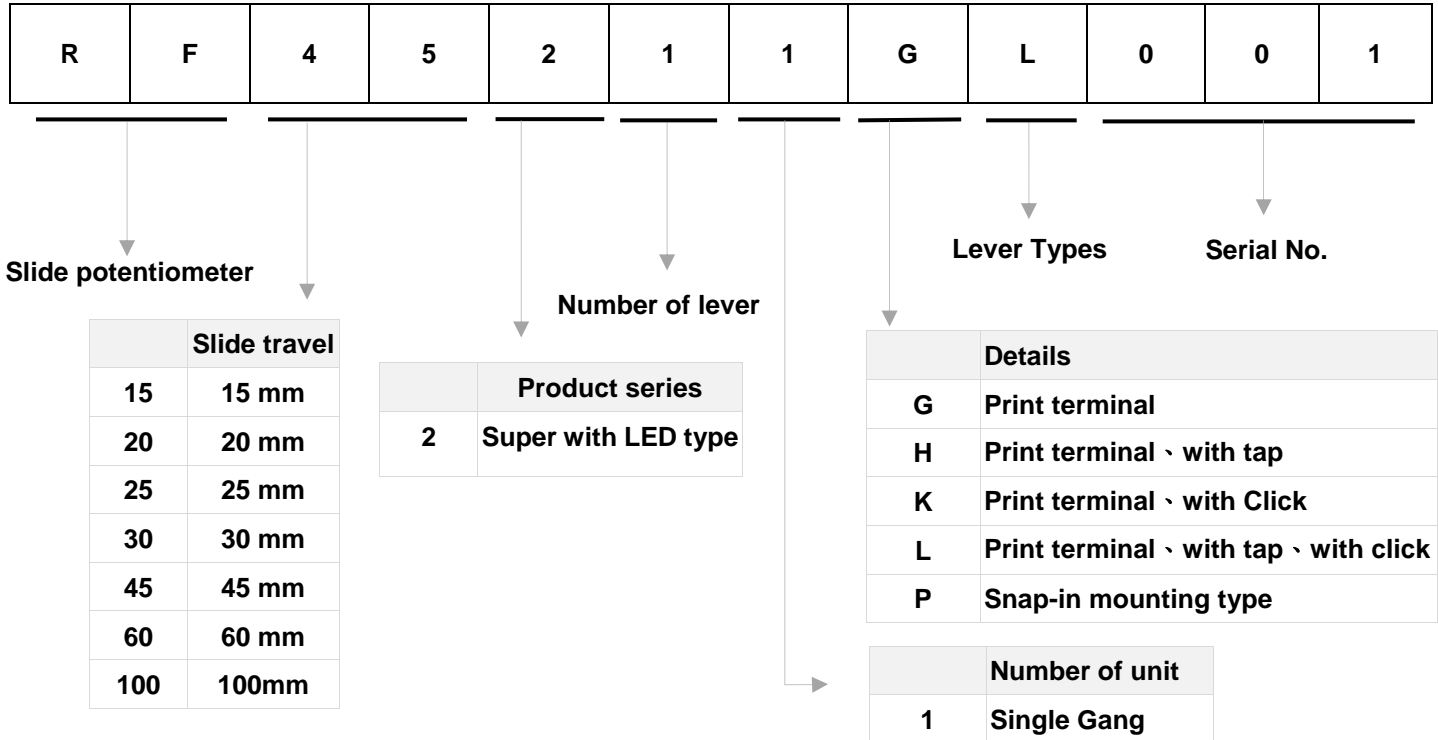 R F 4 5 2 1 1 G L 0 0 1
Slide potentiometer
Slide travel
15 15 mm
20 20 mm
25 25 mm
30 30 mm
45 45 mm
60 60 mm
100 100mm
Product series
2 Super with LED type
Number of lever
Lever Types
Serial No.
Details
G Print terminal
H Print terminal、with tap
K Print terminal、with Click
L Print terminal、with tap、with click
P Snap-in mounting type
Number of unit
1 Single Gang